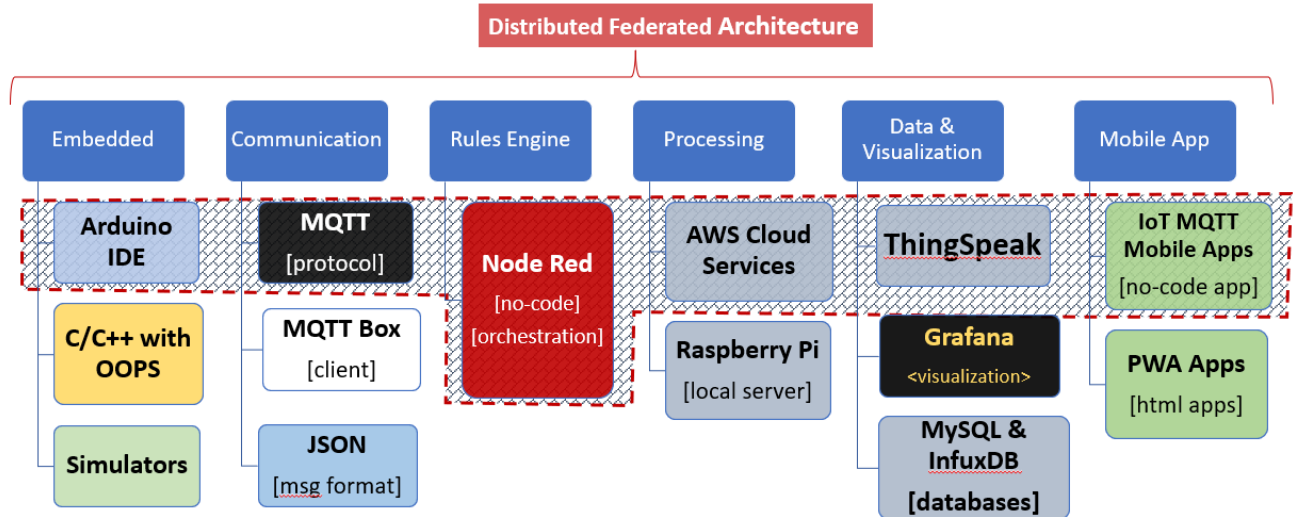 Distributed Federated Architecture
Embedded
Communication
Rules Engine
Processing
Data &
Visualization
Mobile App
Arduino
IDE
C/C++ with
OOPS
Simulators
MQTT
[protocol]
MQTT Box
[client]
JSON
[msg format]
Node Red
[no-code]
[orchestration]
AWS Cloud
Services
Raspberry Pi
[local server]
ThingSpeak
Grafana
<visualization>
MySQL &
InfuxDB
[databases]
IoT MQTT
Mobile Apps
[no-code app]
PWA Apps
[html apps]